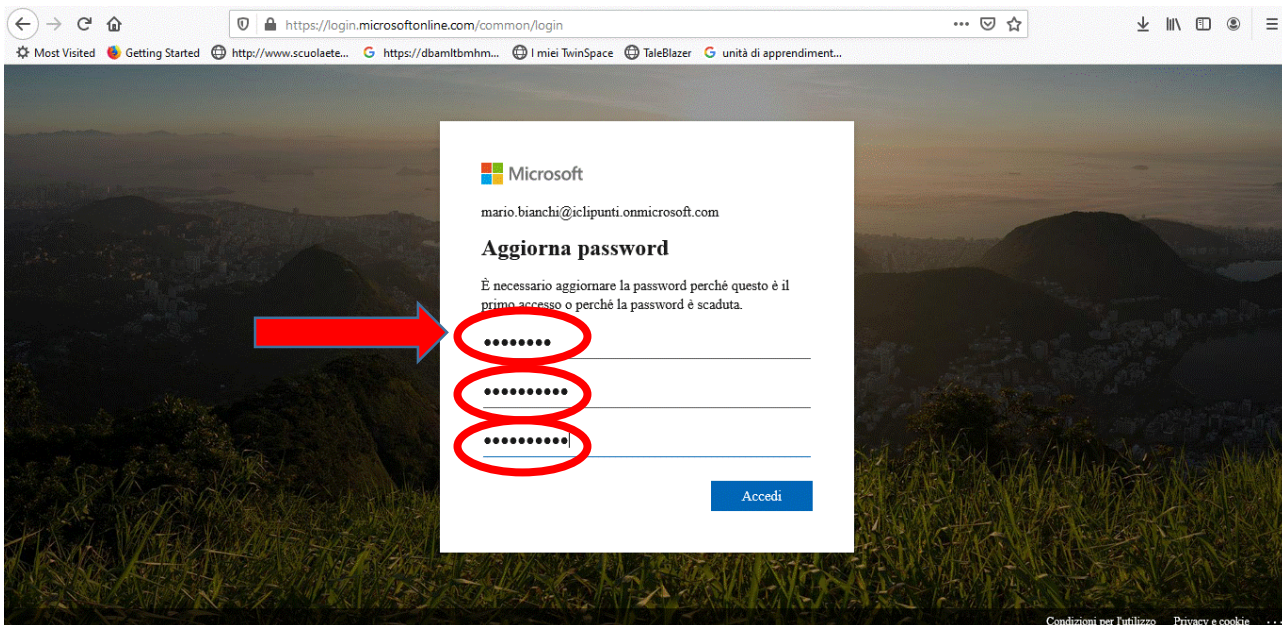 https://login.microsoftonline.com/common/login
Most Visited Getting Started http://www.scuolaete... https://dbamltbmhm... I miei TwinSpace TaleBlazer unità di apprendiment...
Microsoft
mario.bianchi@iclipunti.onmicrosoft.com
Aggiorna password
È necessario aggiornare la password perché questo è il
primo accesso o perché la password è scaduta.
Accedi
Condizioni per l'utilizzo Privacy e cookie ...